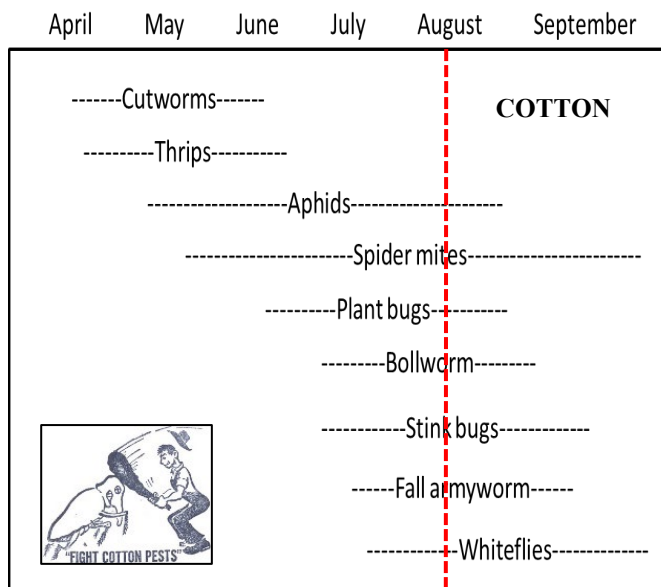 April May June July August September
-------Cutworms-------
COTTON
----------Thrips-----------
--------------------Aphids----------------------
------------------------Spider mites-------------------------
----------Plant bugs-----------
---------Bollworm---------
------------Stink bugs-------------
------Fall armyworm------
-------------Whiteflies--------------
"FIGHT COTTON PESTS"